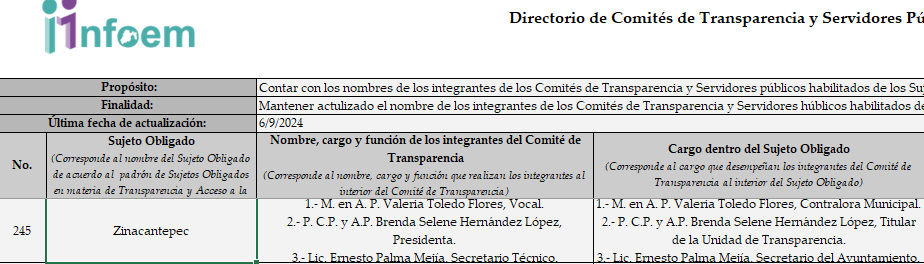 infoem
Directorio de Comités de Transparencia y Servidores Pú
Propósito:
Contar con los nombres de los integrantes de los Comités de Transparencia y Servidores públicos habilitados de los Su
Finalidad:
Mantener actulizado el nombre de los integrantes de los Comités de Transparencia y Servidores húblicos habilitados de
Última fecha de actualización:
6/9/2024
No.
Sujeto Obligado
(Corresponde al nombre del Sujeto Obligado
de acuerdo al padrón de Sujetos Obligados
en materia de Transparencia y Acceso a la
Nombre, cargo y función de los integrantes del Comité de
Transparencia
(Corresponde al nombre, cargo y función que realizan los integrantes al
interior del Comité de Transparencia)
Cargo dentro del Sujeto Obligado
(Corresponde al cargo que desempeñan los integrantes del Comité de
Transparencia al interior del Sujeto Obligado)
245
Zinacantepec
1.- M. en A. P. Valeria Toledo Flores, Vocal.
2.- P. C.P. y A.P. Brenda Selene Hernández López,
Presidenta.
3.- Lic. Ernesto Palma Mejía. Secretario Técnico.
1.- M. en A. P. Valeria Toledo Flores, Contralora Municipal.
2.- P. C.P. y A.P. Brenda Selene Hernández López, Titular
de la Unidad de Transparencia.
3.- Lic. Ernesto Palma Mejía. Secretario del Ayuntamiento